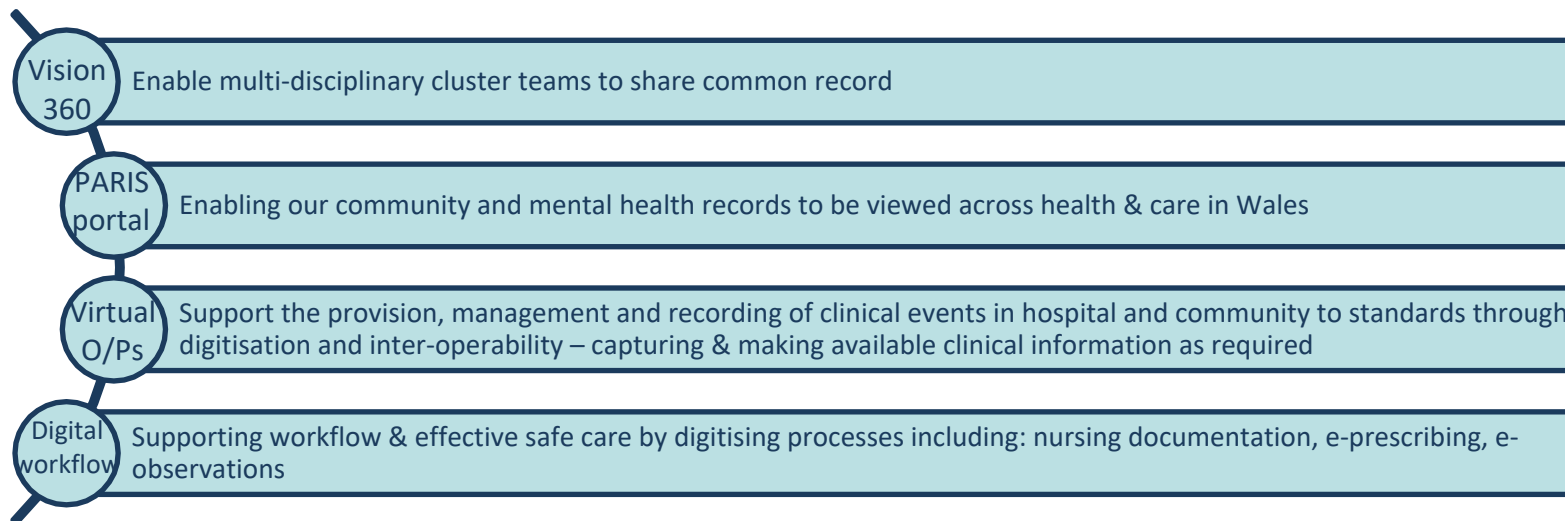 Vision
360
Enable multi-disciplinary cluster teams to share common record
PARIS
portal
Enabling our community and mental health records to be viewed across health & care in Wales
Virtual
O/Ps
Support the provision, management and recording of clinical events in hospital and community to standards through
digitisation and inter-operability – capturing & making available clinical information as required
Digital
workflow
Supporting workflow & effective safe care by digitising processes including: nursing documentation, e-prescribing, e-
observations